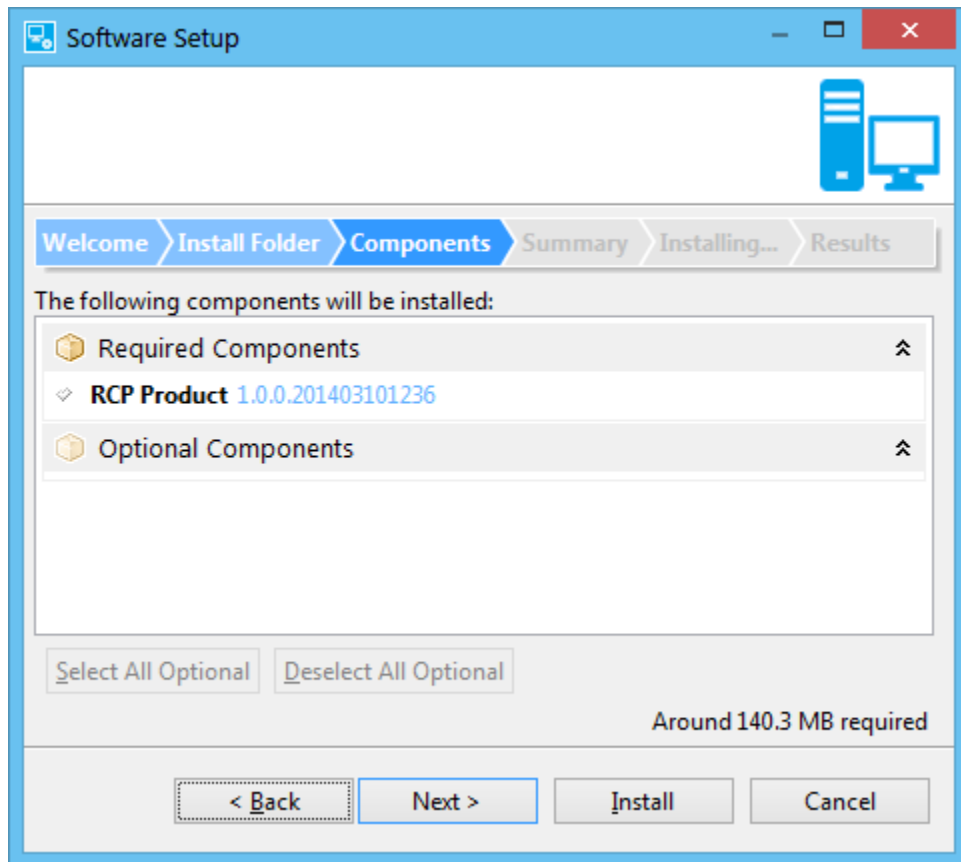 Software Setup
Welcome Install Folder Components Summary Installing... Results
The following components will be installed:
Required Components
RCP Product 1.0.0.201403101236
Optional Components
Select All Optional Deselect All Optional
Around 140.3 MB required
< Back Next > Install Cancel